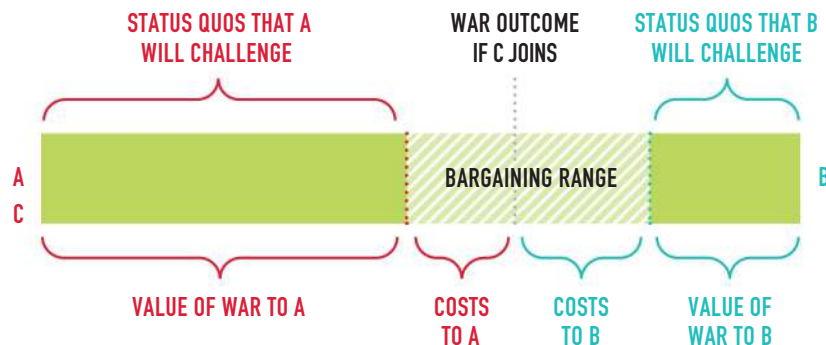 STATUS QUOS THAT A
WILL CHALLENGE
WAR OUTCOME
IF C JOINS
STATUS QUOS THAT B
WILL CHALLENGE
A
C
BARGAINING RANGE
B
VALUE OF WAR TO A
COSTS
TO A
COSTS
TO B
VALUE OF
WAR TO B